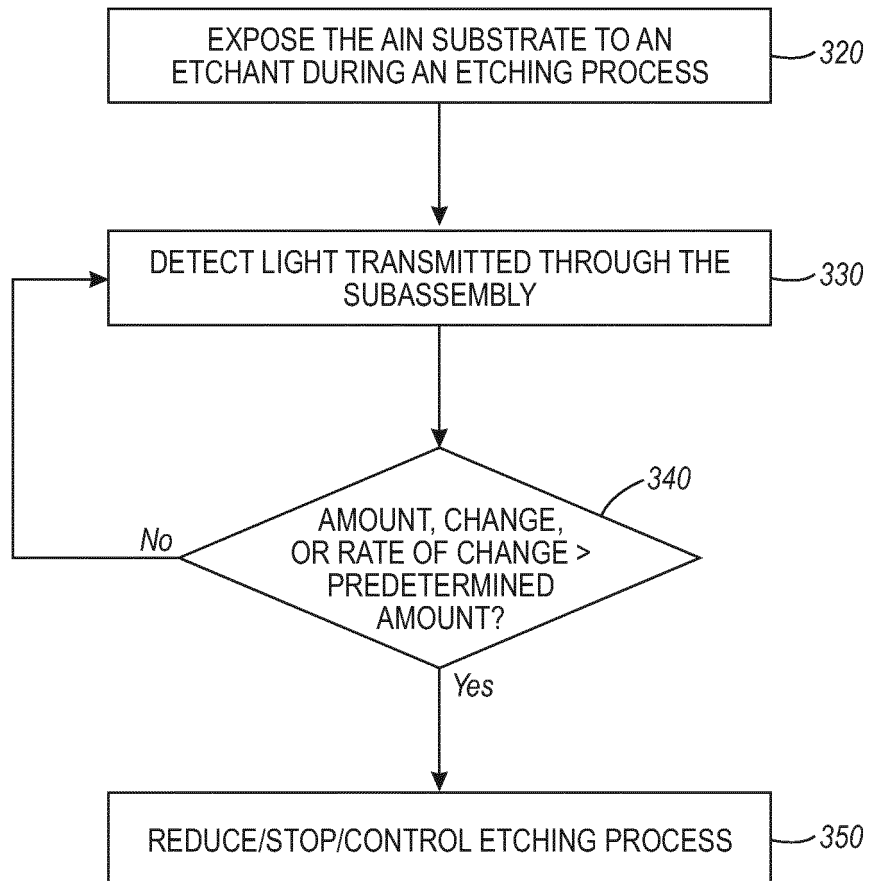 EXPOSE THE AIN SUBSTRATE TO AN
ETCHANT DURING AN ETCHING PROCESS
320
DETECT LIGHT TRANSMITTED THROUGH THE
SUBASSEMBLY
330
340
AMOUNT, CHANGE,
OR RATE OF CHANGE >
PREDETERMINED
AMOUNT?
No
Yes
REDUCE/STOP/CONTROL ETCHING PROCESS
350